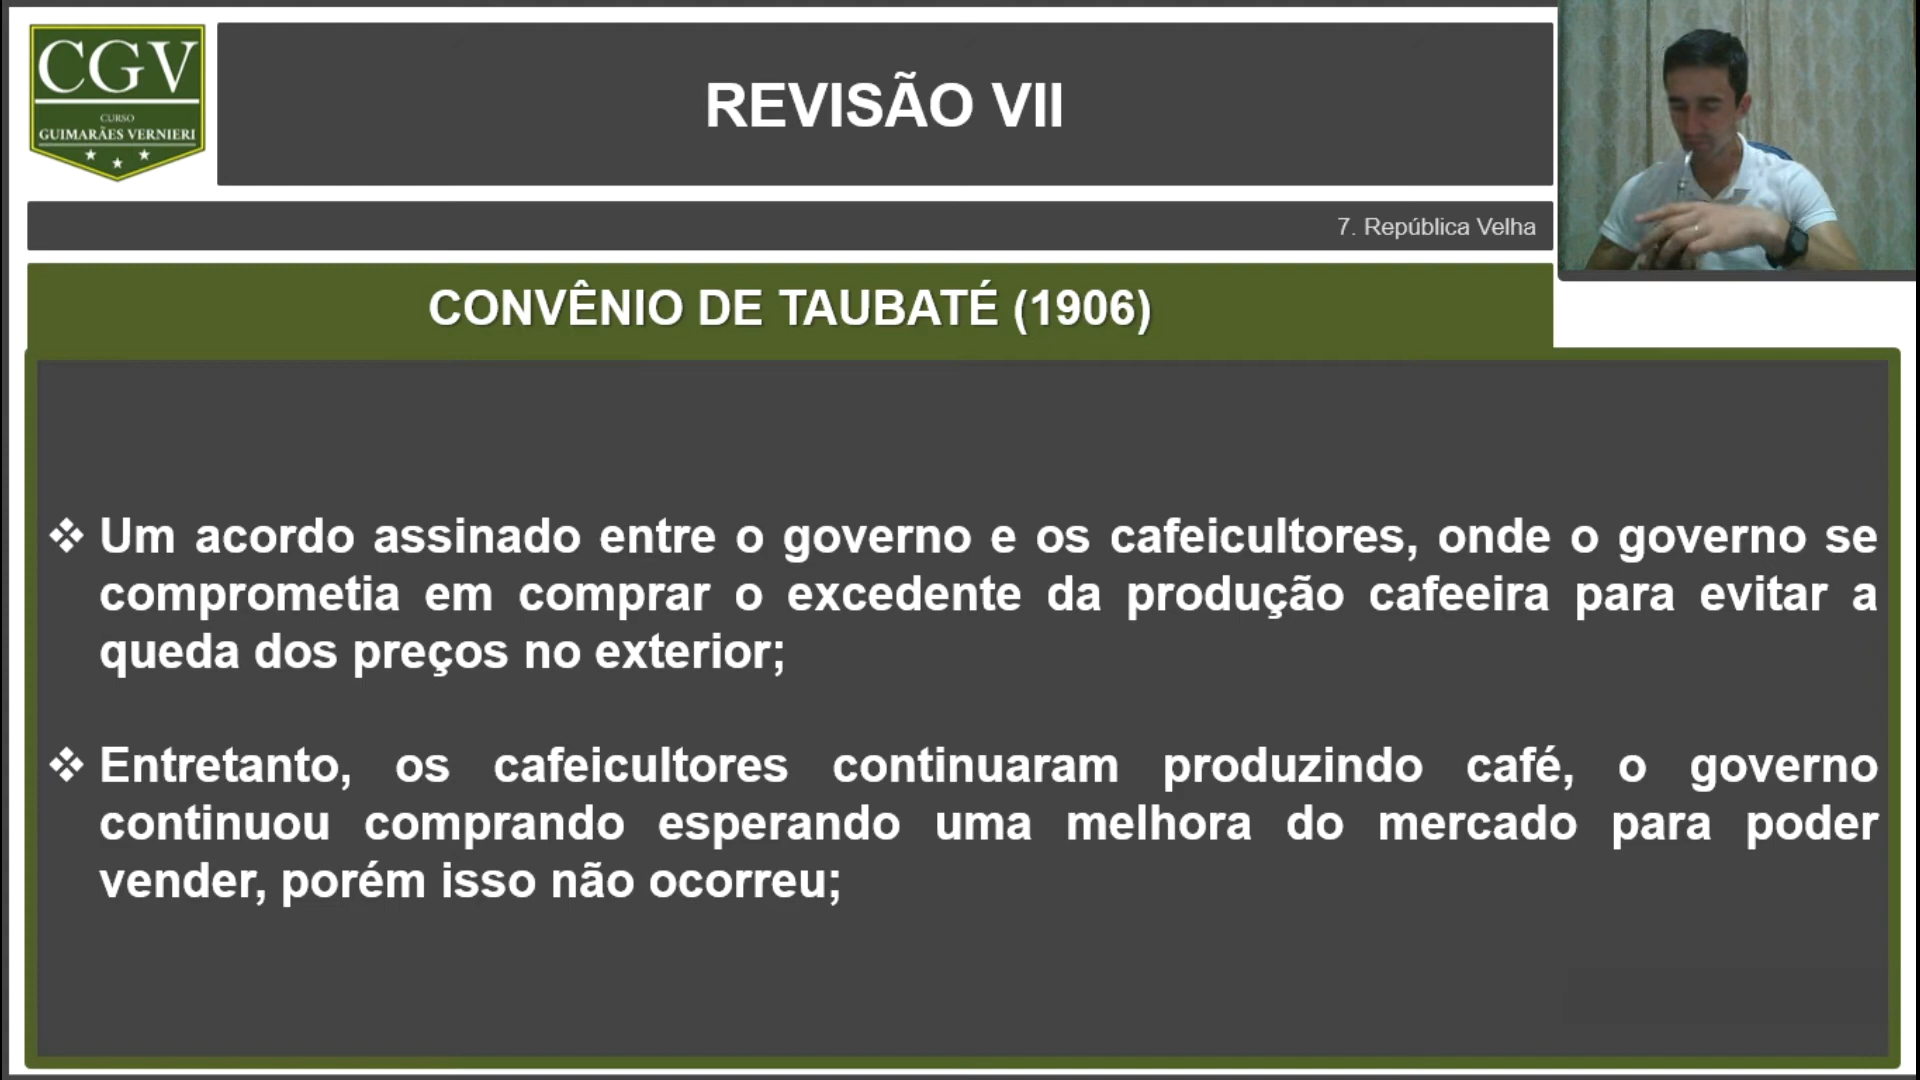 CGV
CURSO
GUIMARÃES VERNIERI
REVISÃO VII
7. República Velha
CONVÊNIO DE TAUBATÉ (1906)
❖ Um acordo assinado entre o governo e os cafeicultores, onde o governo se
comprometia em comprar o excedente da produção cafeeira para evitar a
queda dos preços no exterior;
❖ Entretanto, os cafeicultores continuaram produzindo café, o governo
continuou comprando esperando uma melhora do mercado para poder
vender, porém isso não ocorreu;